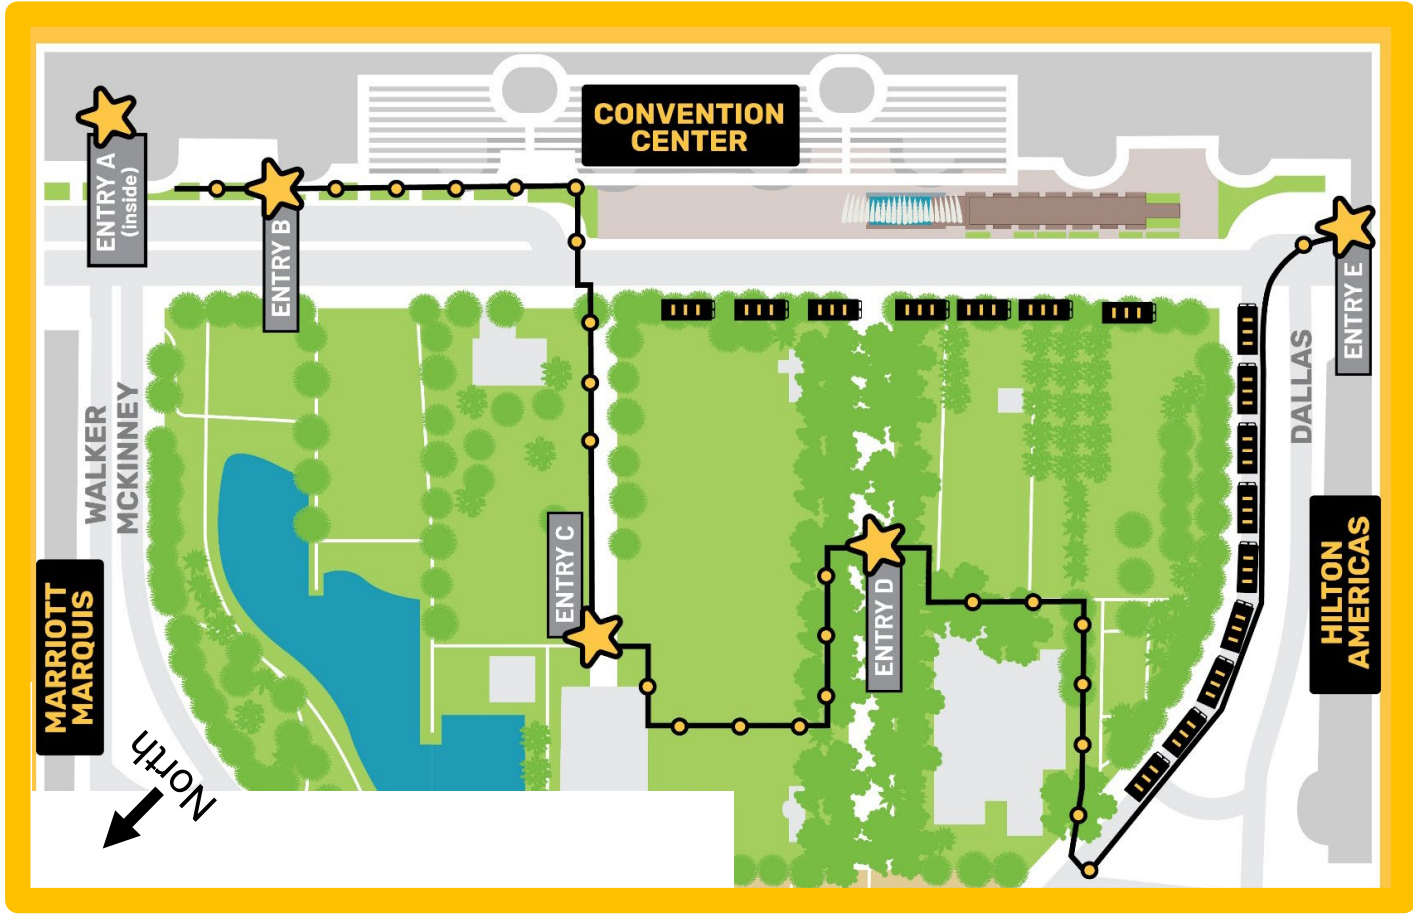 CONVENTION
CENTER
ENTRY A
(inside)
ENTRY B
ENTRY E
WALKER
MCKINNEY
DALLAS
ENTRY C
ENTRY D
MARRIOTT
MARQUIS
HILTON
AMERICAS
North